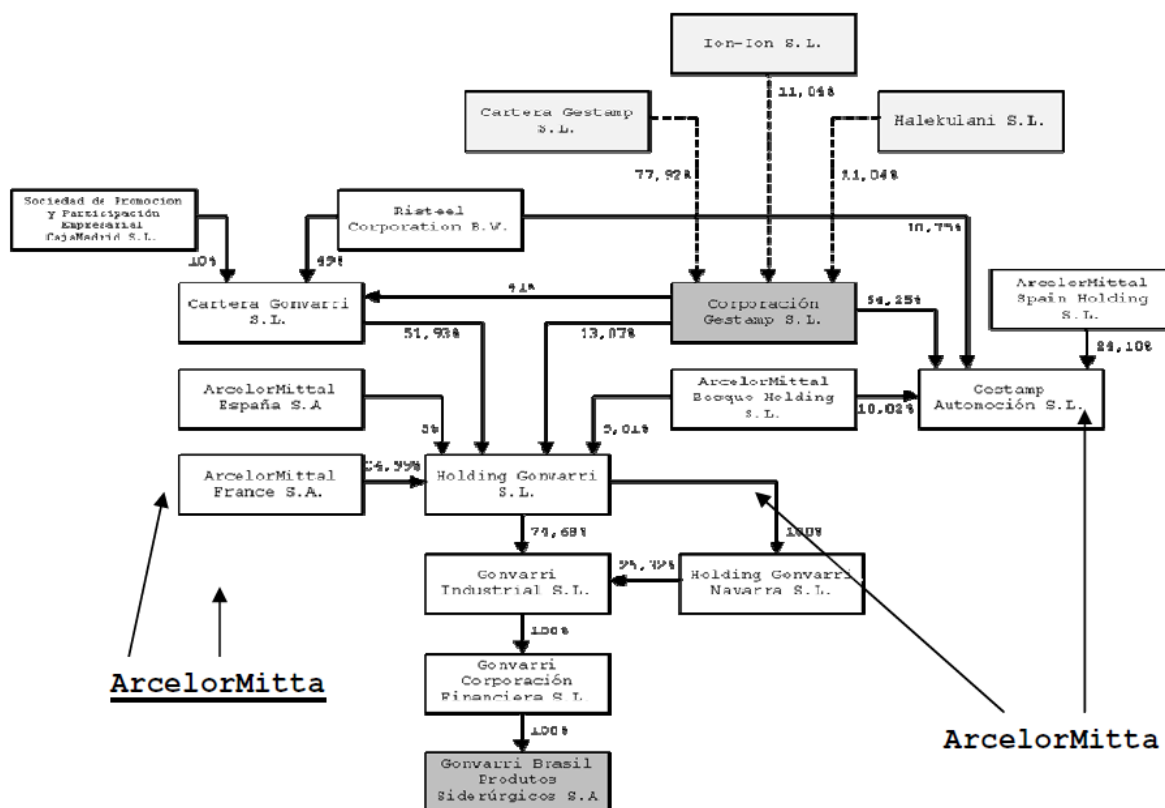 Ion-Ion S.L.
11,04%
Cartera Gestamp
S.L.
Halekulani S.L.
77,92%
11,04%
Sociedad de Promocion
y Participación
Empresarial
CajaMadrid S.L.
Risteel
Corporation B.V.
10,75%
10%
49%
41%
Cartera Gonvarri
S.L.
Corporación
Gestamp S.L.
54,25%
ArcelorMittal
Spain Holding
S.L.
51,93%
13,07%
24,10%
ArcelorMittal
España S.A
ArcelorMittal
Bosque Holding
S.L.
Gestamp
Automoción S.L.
10,02%
5%
ArcelorMittal
France S.A.
Holding Gonvarri
S.L.
74,68%
100%
Gonvarri
Industrial S.L.
Holding Gonvarri
Navarra S.L.
100%
ArcelorMitta
Gonvarri
Corporación
Financiera S.L.
100%
ArcelorMitta
Gonvarri Brasil
Produtos
Siderúrgicos S.A